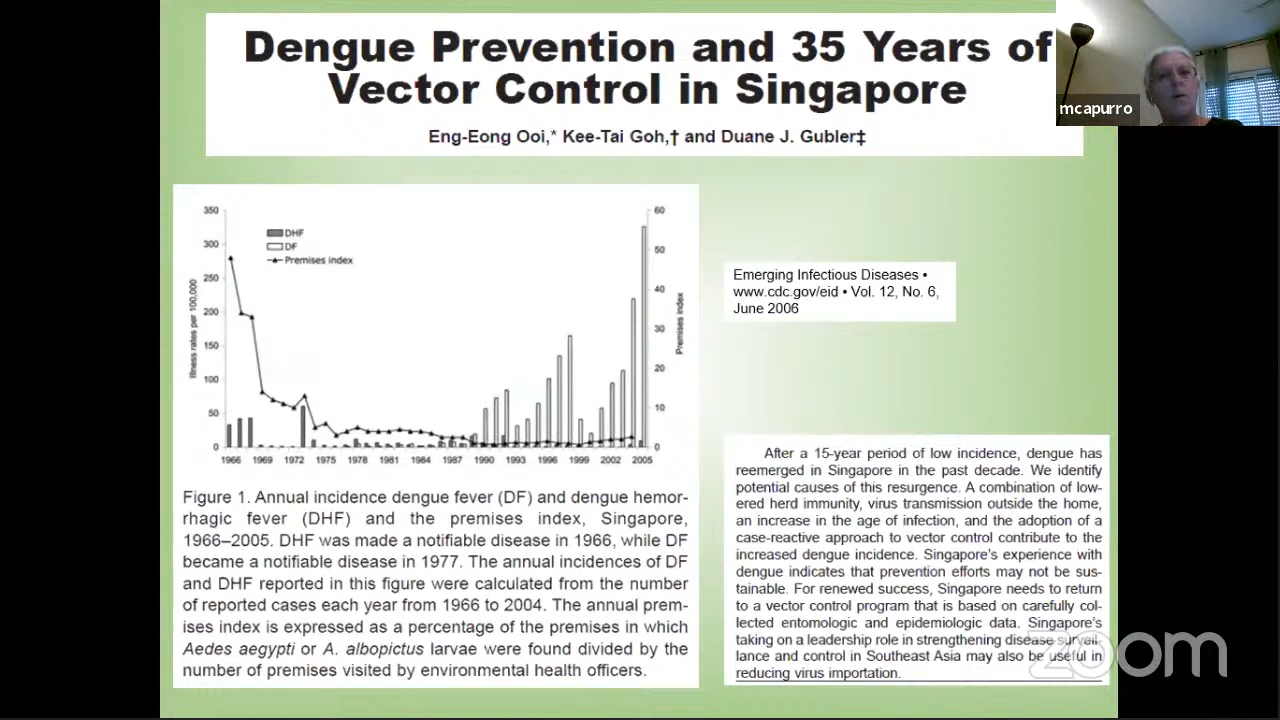 Dengue Prevention and 35 Years of
Vector Control in Singapore
Eng-Eong Ooi,* Kee-Tai Goh,† and Duane J. Gubler‡
mcapurro
350
300
250
200
150
100
50
0
Illness rates per 100,000
DHF
DF
Premises index
60
50
40
30
20
10
0
Premises index
1966 1969 1972 1975 1978 1981 1984 1987 1990 1993 1996 1999 2002 2005
Figure 1. Annual incidence dengue fever (DF) and dengue hemor-
rhagic fever (DHF) and the premises index, Singapore,
1966–2005. DHF was made a notifiable disease in 1966, while DF
became a notifiable disease in 1977. The annual incidences of DF
and DHF reported in this figure were calculated from the number
of reported cases each year from 1966 to 2004. The annual prem-
ises index is expressed as a percentage of the premises in which
Aedes aegypti or A. albopictus larvae were found divided by the
number of premises visited by environmental health officers.
Emerging Infectious Diseases •
www.cdc.gov/eid • Vol. 12, No. 6,
June 2006
After a 15-year period of low incidence, dengue has
reemerged in Singapore in the past decade. We identify
potential causes of this resurgence. A combination of low-
ered herd immunity, virus transmission outside the home,
an increase in the age of infection, and the adoption of a
case-reactive approach to vector control contribute to the
increased dengue incidence. Singapore's experience with
dengue indicates that prevention efforts may not be sus-
tainable. For renewed success, Singapore needs to return
to a vector control program that is based on carefully col-
lected entomologic and epidemiologic data. Singapore's
taking on a leadership role in strengthening disease surveil-
lance and control in Southeast Asia may also be useful in
reducing virus importation.
zoom